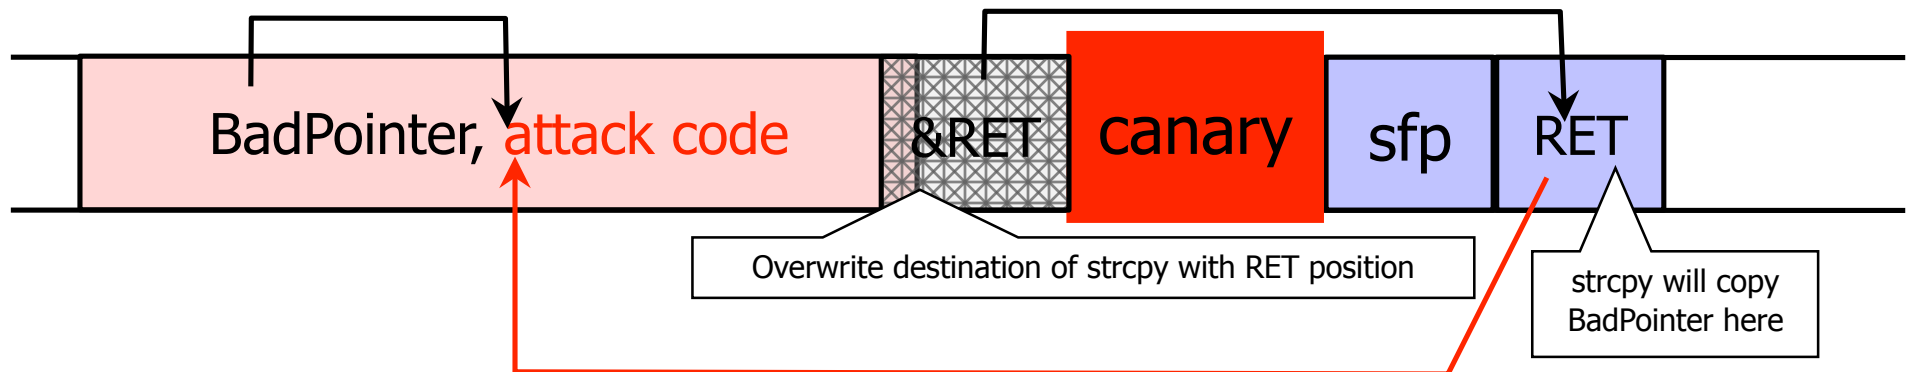 BadPointer, attack code
&RET
canary
sfp
RET
Overwrite destination of strcpy with RET position
strcpy will copy
BadPointer here